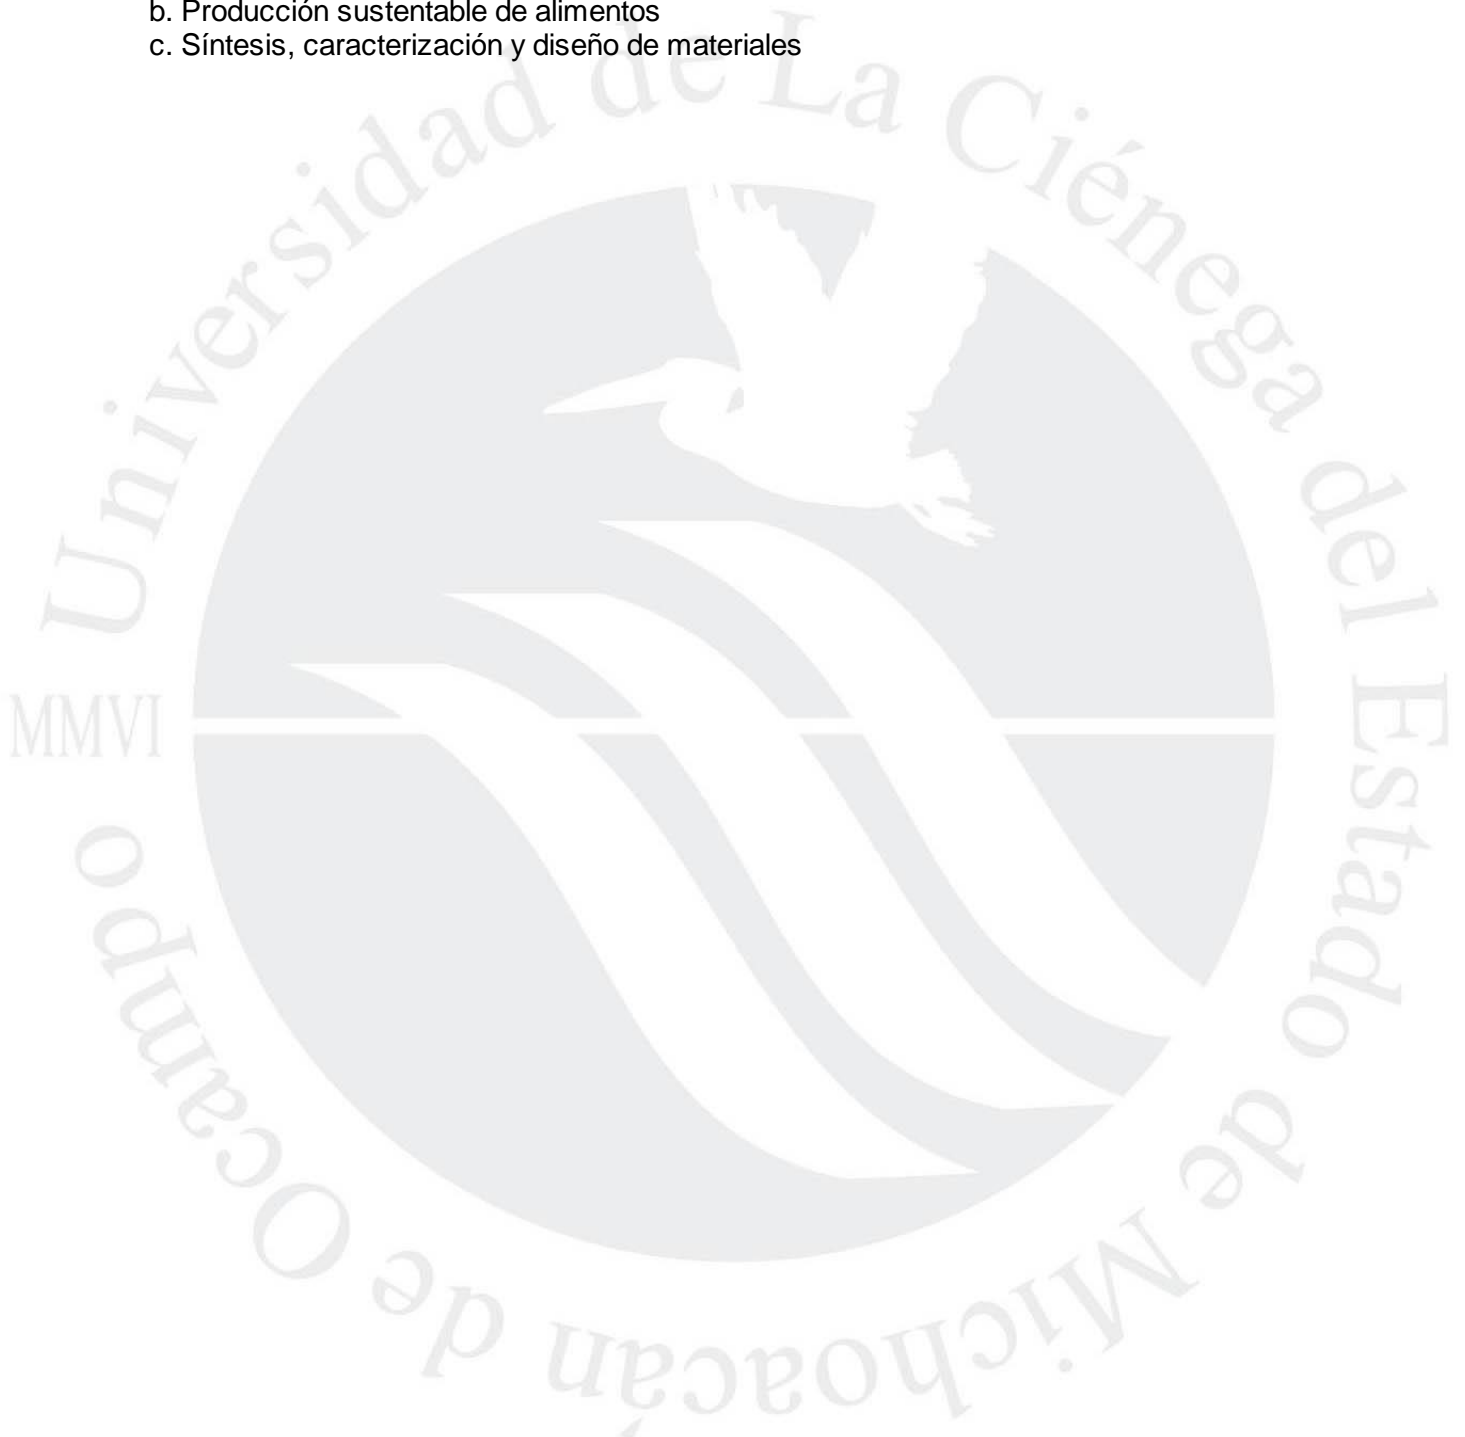 b. Producción sustentable de alimentos
c. Síntesis, caracterización y diseño de materiales
Universidad de La Ciénega del Estado de Michoacán de Ocampo
MMVI